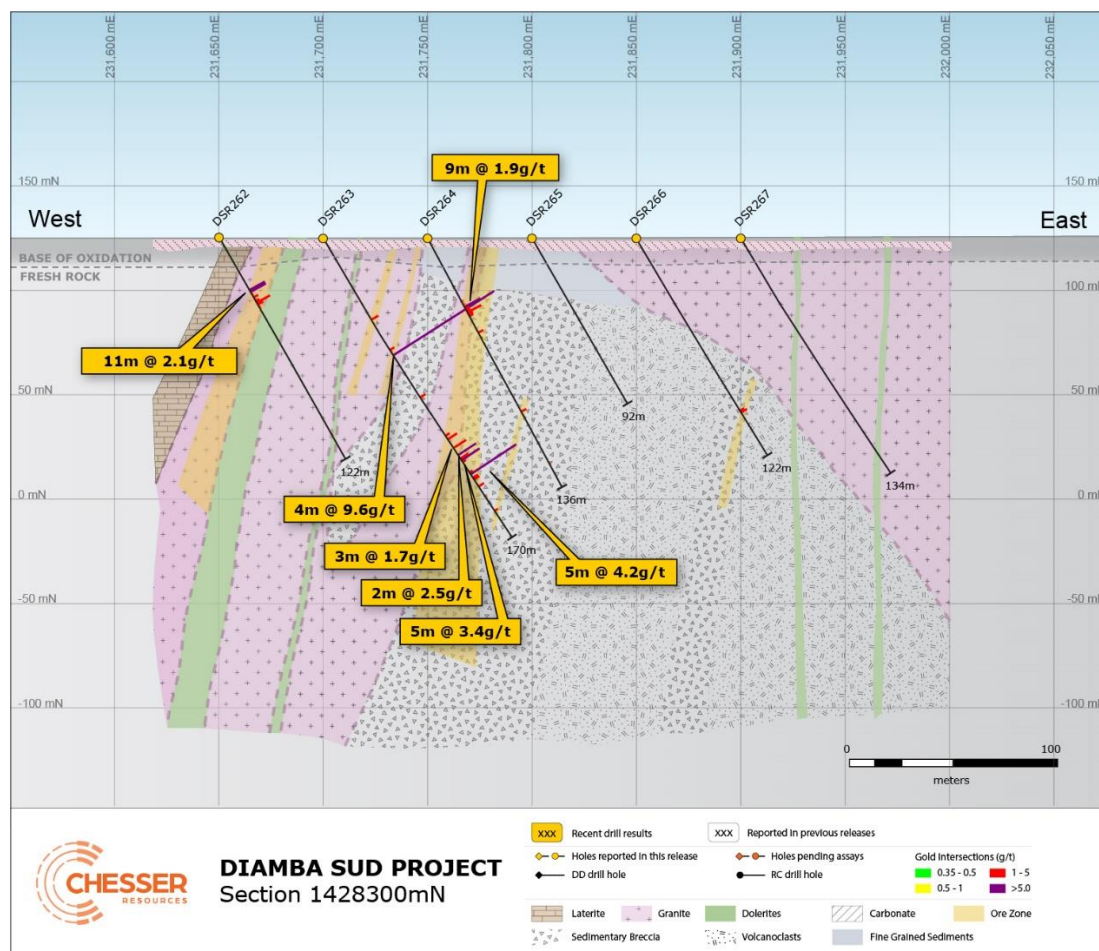 231,600 mE
231,650 mE
231,700 mE
231,750 mE
231,800 mE
231,850 mE
231,900 mE
231,950 mE
232,000 mE
232,050 mE
9m @ 1.9g/t
150 mN
150 mN
West
DSR262
DSR263
DSR264
DSR265
DSR266
DSR267
East
BASE OF OXIDATION
FRESH ROCK
100 mN
100 mN
11m @ 2.1g/t
50 mN
50 mN
92m
122m
122m
134m
136m
0 mN
0 mN
4m @ 9.6g/t
170m
3m @ 1.7g/t
5m @ 4.2g/t
2m @ 2.5g/t
5m @ 3.4g/t
-50 mN
-50 mN
-100 mN
-100 mN
0 100
meters
CHESSER
RESOURCES
DIAMBA SUD PROJECT
Section 1428300mN
XXX Recent drill results
XXX Reported in previous releases
Holes reported in this release
Holes pending assays
DD drill hole
RC drill hole
Gold Intersections (g/t)
0.35 - 0.5
1 - 5
0.5 - 1
>5.0
Laterite
Granite
Dolerites
Carbonate
Ore Zone
Sedimentary Breccia
Volcanoclasts
Fine Grained Sediments